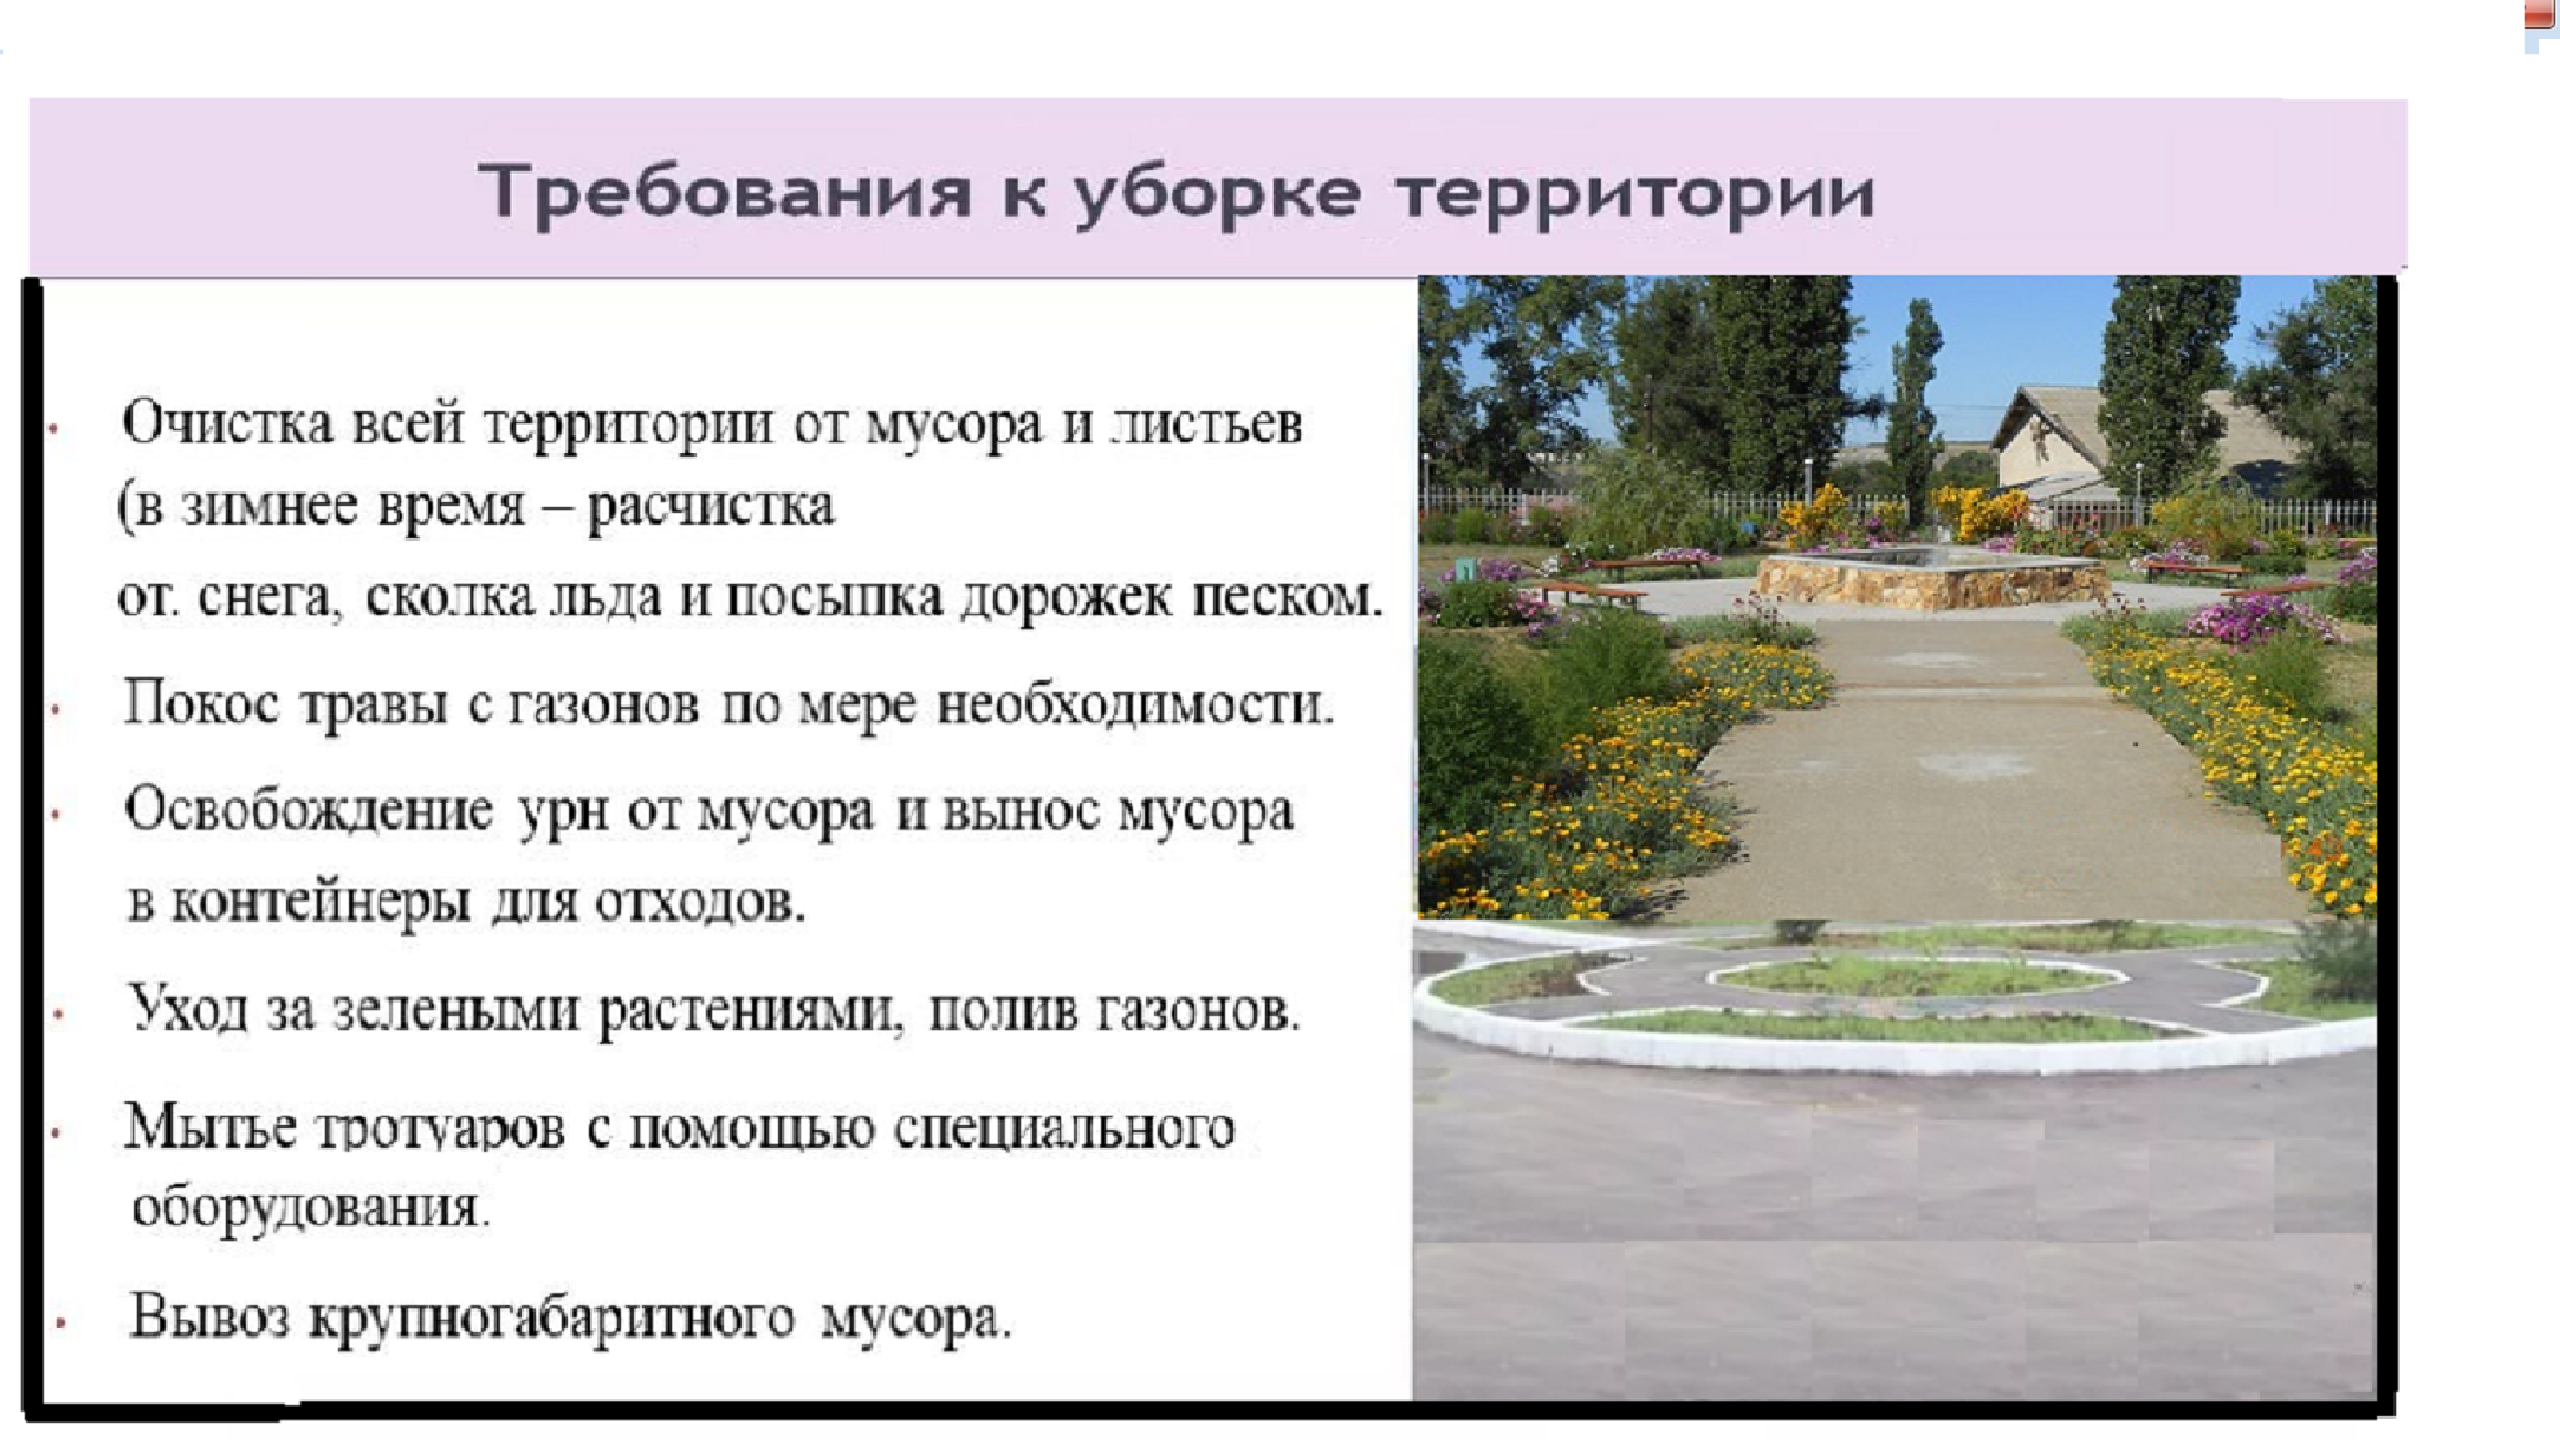 Требования к уборке территории
• Очистка всей территории от мусора и листьев
(в зимнее время – расчистка
от. снега, сколка льда и посыпка дорожек песком.
• Покос травы с газонов по мере необходимости.
• Освобождение урн от мусора и вынос мусора
в контейнеры для отходов.
• Уход за зелеными растениями, полив газонов.
• Мытье тротуаров с помощью специального
оборудования.
• Вывоз крупногабаритного мусора.